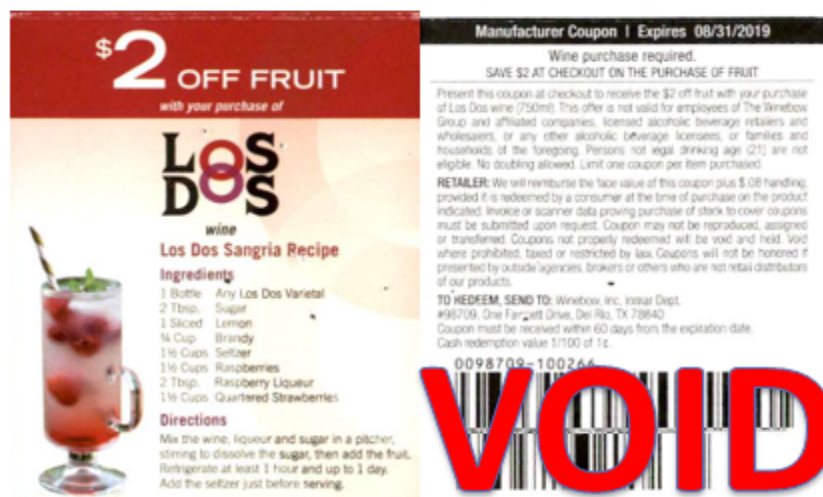 $2 OFF FRUIT
with your purchase of
LOS
DOS
wine
Los Dos Sangria Recipe
Ingredients
1 Bottle Any Los Dos Varietal
2 Tbsp. Sugar
1 Sliced Lemon
¾ Cup Brandy
1½ Cups Seltzer
1½ Cups Raspberries
2 Tbsp. Raspberry Liqueur
1½ Cups Quartered Strawberries
Directions
Mix the wine, liqueur and sugar in a pitcher,
stirring to dissolve the sugar, then add the fruit.
Refrigerate at least 1 hour and up to 1 day.
Add the seltzer just before serving.
Manufacturer Coupon | Expires 08/31/2019
Wine purchase required.
SAVE $2 AT CHECKOUT ON THE PURCHASE OF FRUIT
Present this coupon at checkout to receive the $2 off fruit with your purchase
of Los Dos wine (750ml). This offer is not valid for employees of The Winebow
Group and affiliated companies, licensed alcoholic beverage retailers and
wholesalers, or any other alcoholic beverage licensees, or families and
households of the foregoing. Persons not legal drinking age (21) are not
eligible. No doubling allowed. Limit one coupon per item purchased.
RETAILER: We will reimburse the face value of this coupon plus $.08 handling,
provided it is redeemed by a consumer at the time of purchase on the product
indicated. Invoice or scanner data proving purchase of stock to cover coupons
must be submitted upon request. Coupon may not be reproduced, assigned
or transferred. Coupons not properly redeemed will be void and held. Void
where prohibited, taxed or restricted by law. Coupons will not be honored if
presented by outside agencies, brokers or others who are not retail distributors
of our products.
TO REDEEM, SEND TO: Winebow, Inc. Inmar Dept.
#98709, One Fawcett Drive, Del Rio, TX 78840
Coupon must be received within 60 days from the expiration date.
Cash redemption value 1/100 of 1¢.
0098709-100266
VOID